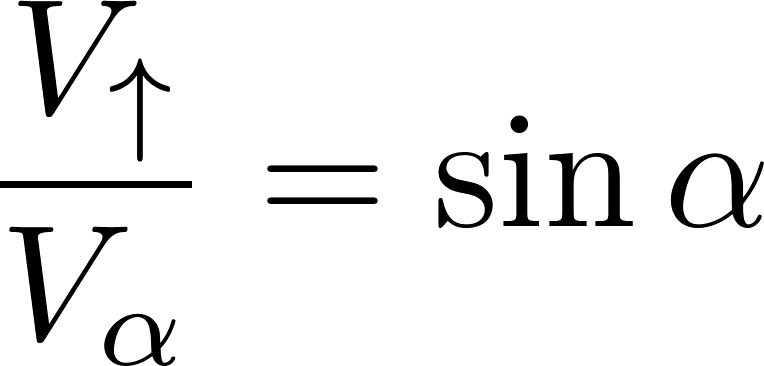 V↑ / Vα = sin α